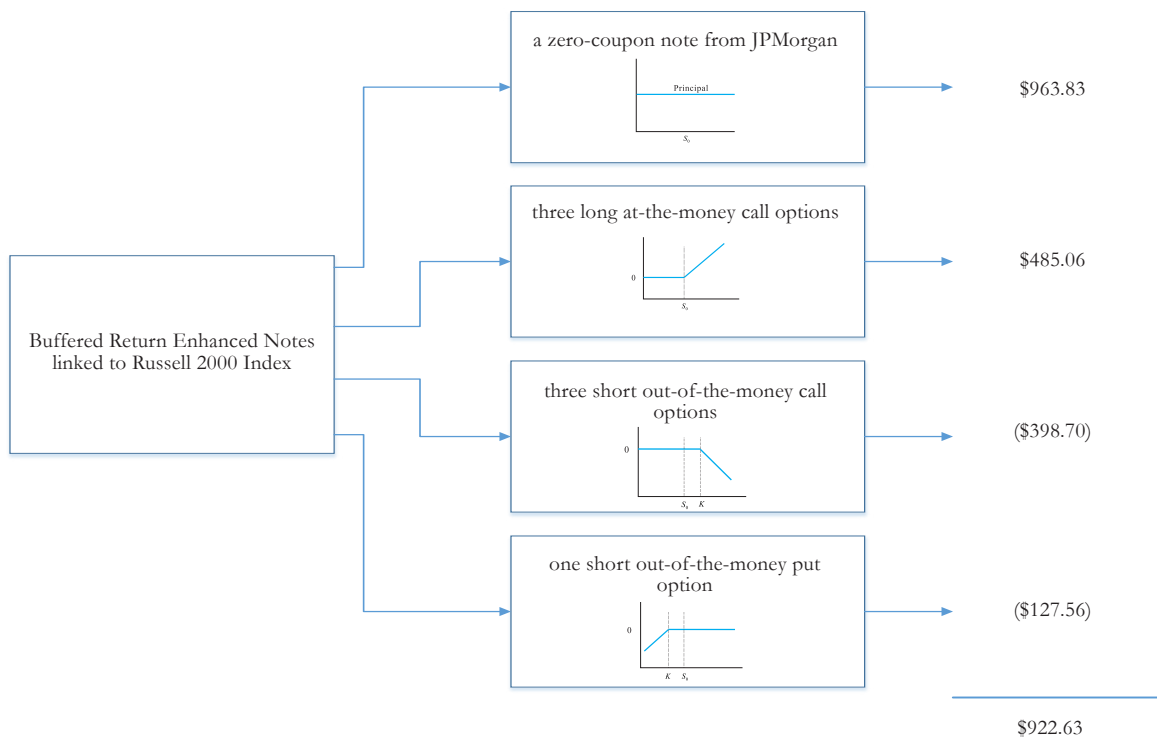 a zero-coupon note from JPMorgan
Principal
S₀
$963.83
three long at-the-money call options
0
S₀
$485.06
Buffered Return Enhanced Notes
linked to Russell 2000 Index
three short out-of-the-money call
options
0
S₀ K
($398.70)
one short out-of-the-money put
option
0
K S₀
($127.56)
$922.63